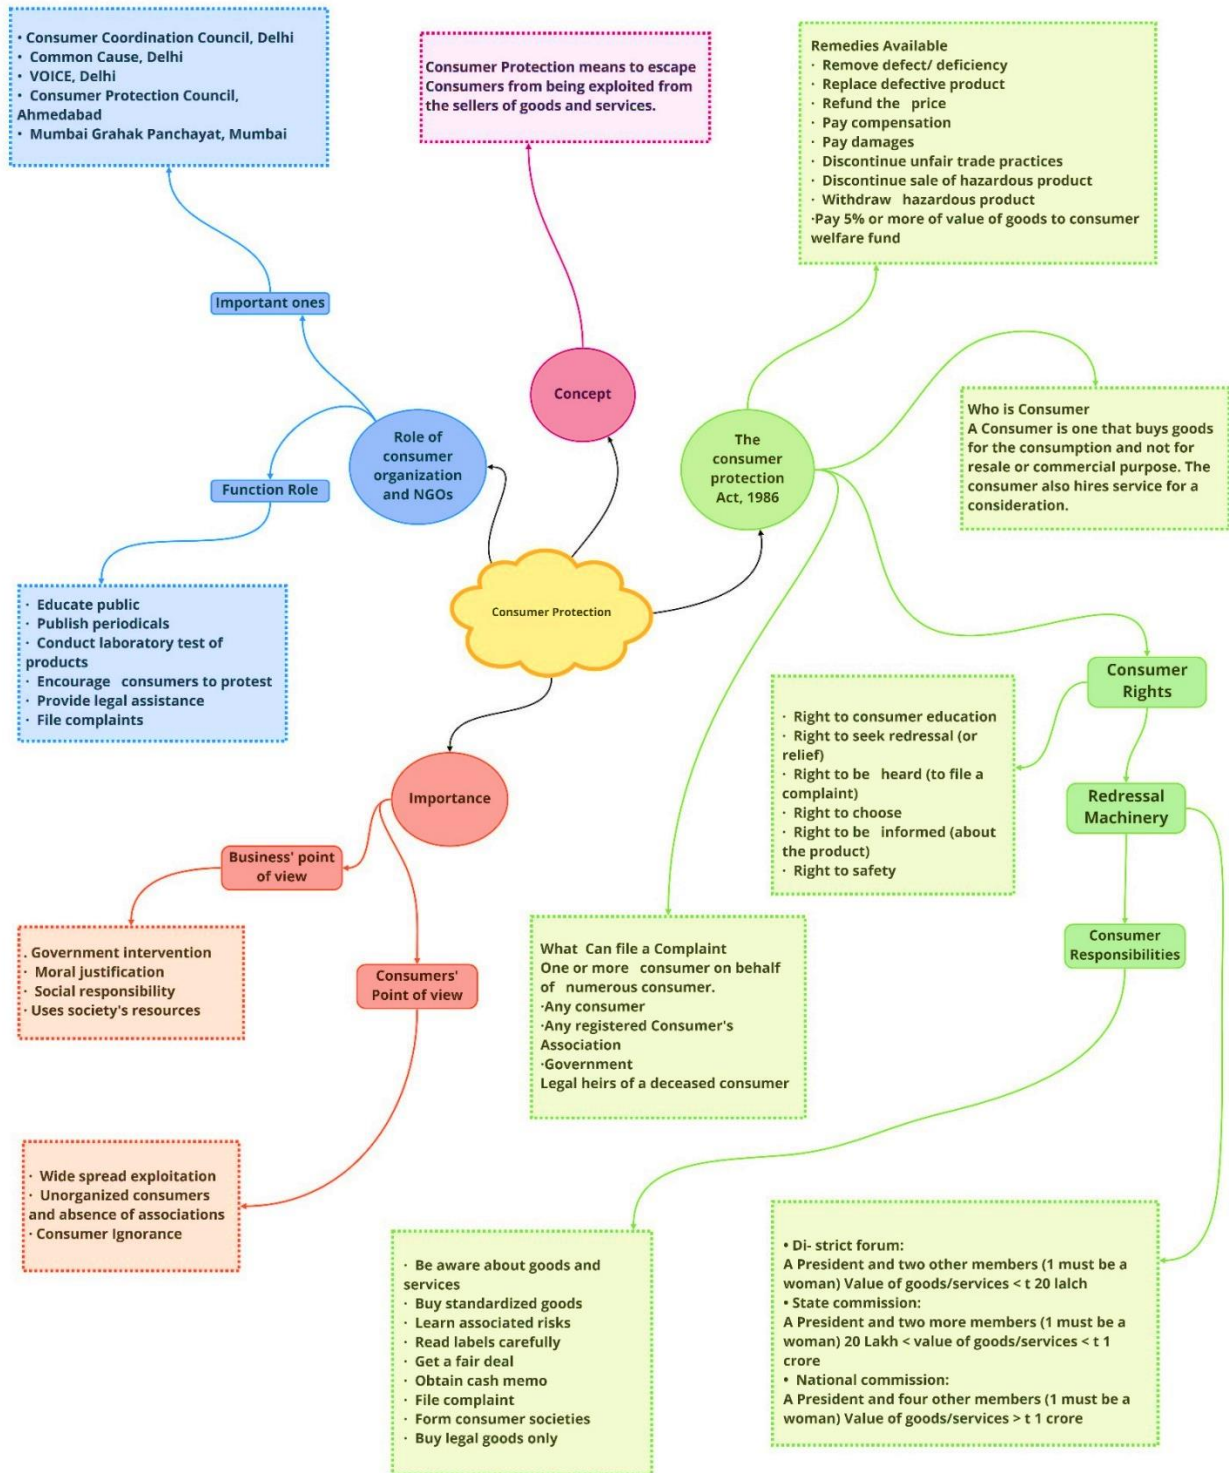 • Consumer Coordination Council, Delhi
• Common Cause, Delhi
• VOICE, Delhi
• Consumer Protection Council,
Ahmedabad
• Mumbai Grahak Panchayat, Mumbai
Consumer Protection means to escape
Consumers from being exploited from
the sellers of goods and services.
Remedies Available
· Remove defect/ deficiency
· Replace defective product
· Refund the price
· Pay compensation
· Pay damages
· Discontinue unfair trade practices
· Discontinue sale of hazardous product
· Withdraw hazardous product
·Pay 5% or more of value of goods to consumer
welfare fund
Important ones
Concept
Role of
consumer
organization
and NGOs
The
consumer
protection
Act, 1986
Who is Consumer
A Consumer is one that buys goods
for the consumption and not for
resale or commercial purpose. The
consumer also hires service for a
consideration.
Function Role
Consumer Protection
· Educate public
· Publish periodicals
· Conduct laboratory test of
products
· Encourage consumers to protest
· Provide legal assistance
· File complaints
Consumer
Rights
· Right to consumer education
· Right to seek redressal (or
relief)
· Right to be heard (to file a
complaint)
· Right to choose
· Right to be informed (about
the product)
· Right to safety
Importance
Redressal
Machinery
Business' point
of view
. Government intervention
· Moral justification
· Social responsibility
· Uses society's resources
Consumers'
Point of view
What Can file a Complaint
One or more consumer on behalf
of numerous consumer.
·Any consumer
·Any registered Consumer's
Association
·Government
Legal heirs of a deceased consumer
Consumer
Responsibilities
· Wide spread exploitation
· Unorganized consumers
and absence of associations
· Consumer Ignorance
· Be aware about goods and
services
· Buy standardized goods
· Learn associated risks
· Read labels carefully
· Get a fair deal
· Obtain cash memo
· File complaint
· Form consumer societies
· Buy legal goods only
• Di- strict forum:
A President and two other members (1 must be a
woman) Value of goods/services < t 20 lalch
• State commission:
A President and two more members (1 must be a
woman) 20 Lakh < value of goods/services < t 1
crore
• National commission:
A President and four other members (1 must be a
woman) Value of goods/services > t 1 crore